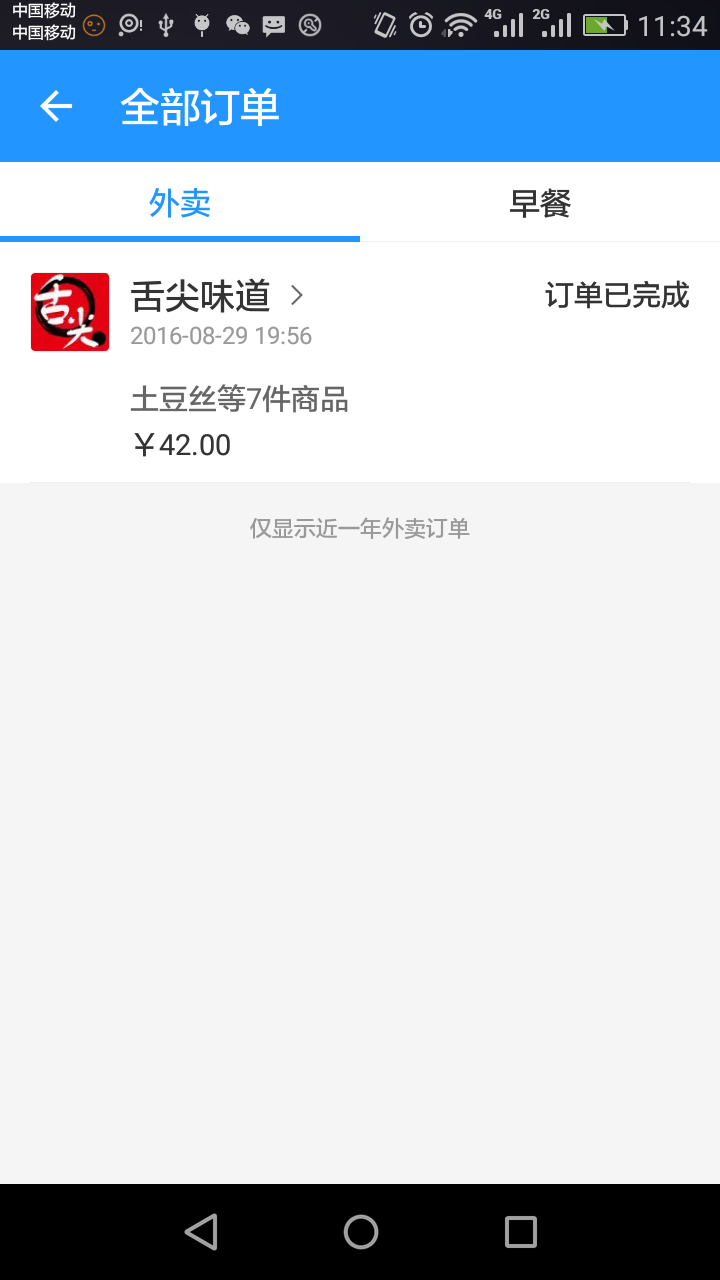 中国移动
中国移动
4G
2G
11:34
全部订单
外卖
早餐
舌尖
舌尖味道
订单已完成
2016-08-29 19:56
土豆丝等7件商品
￥42.00
仅显示近一年外卖订单